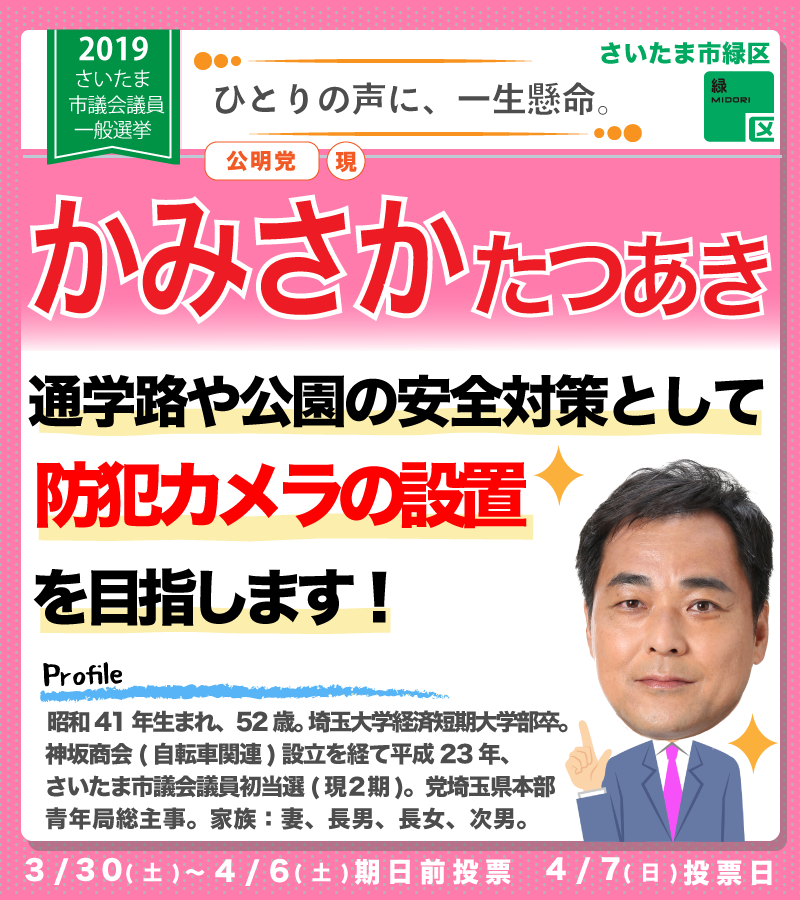 2019
さいたま
市議会議員
一般選挙
ひとりの声に、一生懸命。
さいたま市緑区
緑
MIDORI
区
公明党 現
かみさかたつあき
通学路や公園の安全対策として
防犯カメラの設置
を目指します！
Profile
昭和41年生まれ、52歳。埼玉大学経済短期大学部卒。
神坂商会(自転車関連)設立を経て平成23年、
さいたま市議会議員初当選(現2期)。党埼玉県本部
青年局総主事。家族：妻、長男、長女、次男。
3/30(土)～4/6(土)期日前投票 4/7(日)投票日